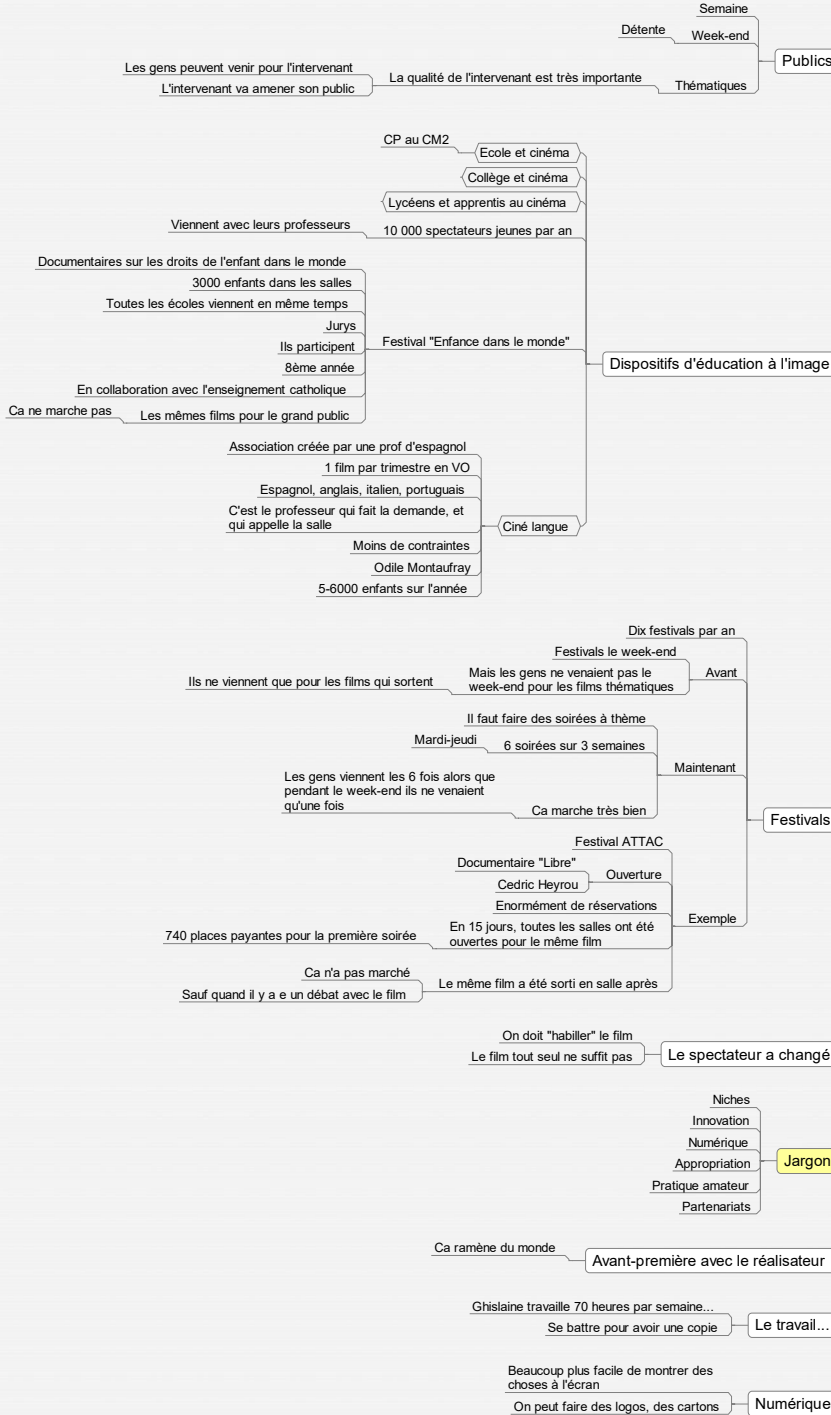 Semaine
Détente
Week-end
Publics
Les gens peuvent venir pour l'intervenant
La qualité de l'intervenant est très importante
L'intervenant va amener son public
Thématiques
CP au CM2
Ecole et cinéma
Collège et cinéma
Lycéens et apprentis au cinéma
Viennent avec leurs professeurs
10 000 spectateurs jeunes par an
Documentaires sur les droits de l'enfant dans le monde
3000 enfants dans les salles
Toutes les écoles viennent en même temps
Jurys
Ils participent
8ème année
En collaboration avec l'enseignement catholique
Ca ne marche pas
Les mêmes films pour le grand public
Festival "Enfance dans le monde"
Dispositifs d'éducation à l'image
Association créée par une prof d'espagnol
1 film par trimestre en VO
Espagnol, anglais, italien, portuguais
C'est le professeur qui fait la demande, et
qui appelle la salle
Moins de contraintes
Odile Montaufray
5-6000 enfants sur l'année
Ciné langue
Dix festivals par an
Festivals le week-end
Ils ne viennent que pour les films qui sortent
Mais les gens ne venaient pas le
week-end pour les films thématiques
Avant
Il faut faire des soirées à thème
Mardi-jeudi
6 soirées sur 3 semaines
Maintenant
Les gens viennent les 6 fois alors que
pendant le week-end ils ne venaient
qu'une fois
Ca marche très bien
Festivals
Festival ATTAC
Documentaire "Libre"
Cedric Heyrou
Ouverture
Enormément de réservations
Exemple
740 places payantes pour la première soirée
En 15 jours, toutes les salles ont été
ouvertes pour le même film
Ca n'a pas marché
Sauf quand il y a e un débat avec le film
Le même film a été sorti en salle après
On doit "habiller" le film
Le film tout seul ne suffit pas
Le spectateur a changé
Niches
Innovation
Numérique
Appropriation
Pratique amateur
Partenariats
Jargon
Ca ramène du monde
Avant-première avec le réalisateur
Ghislaine travaille 70 heures par semaine...
Se battre pour avoir une copie
Le travail...
Beaucoup plus facile de montrer des
choses à l'écran
On peut faire des logos, des cartons
Numérique